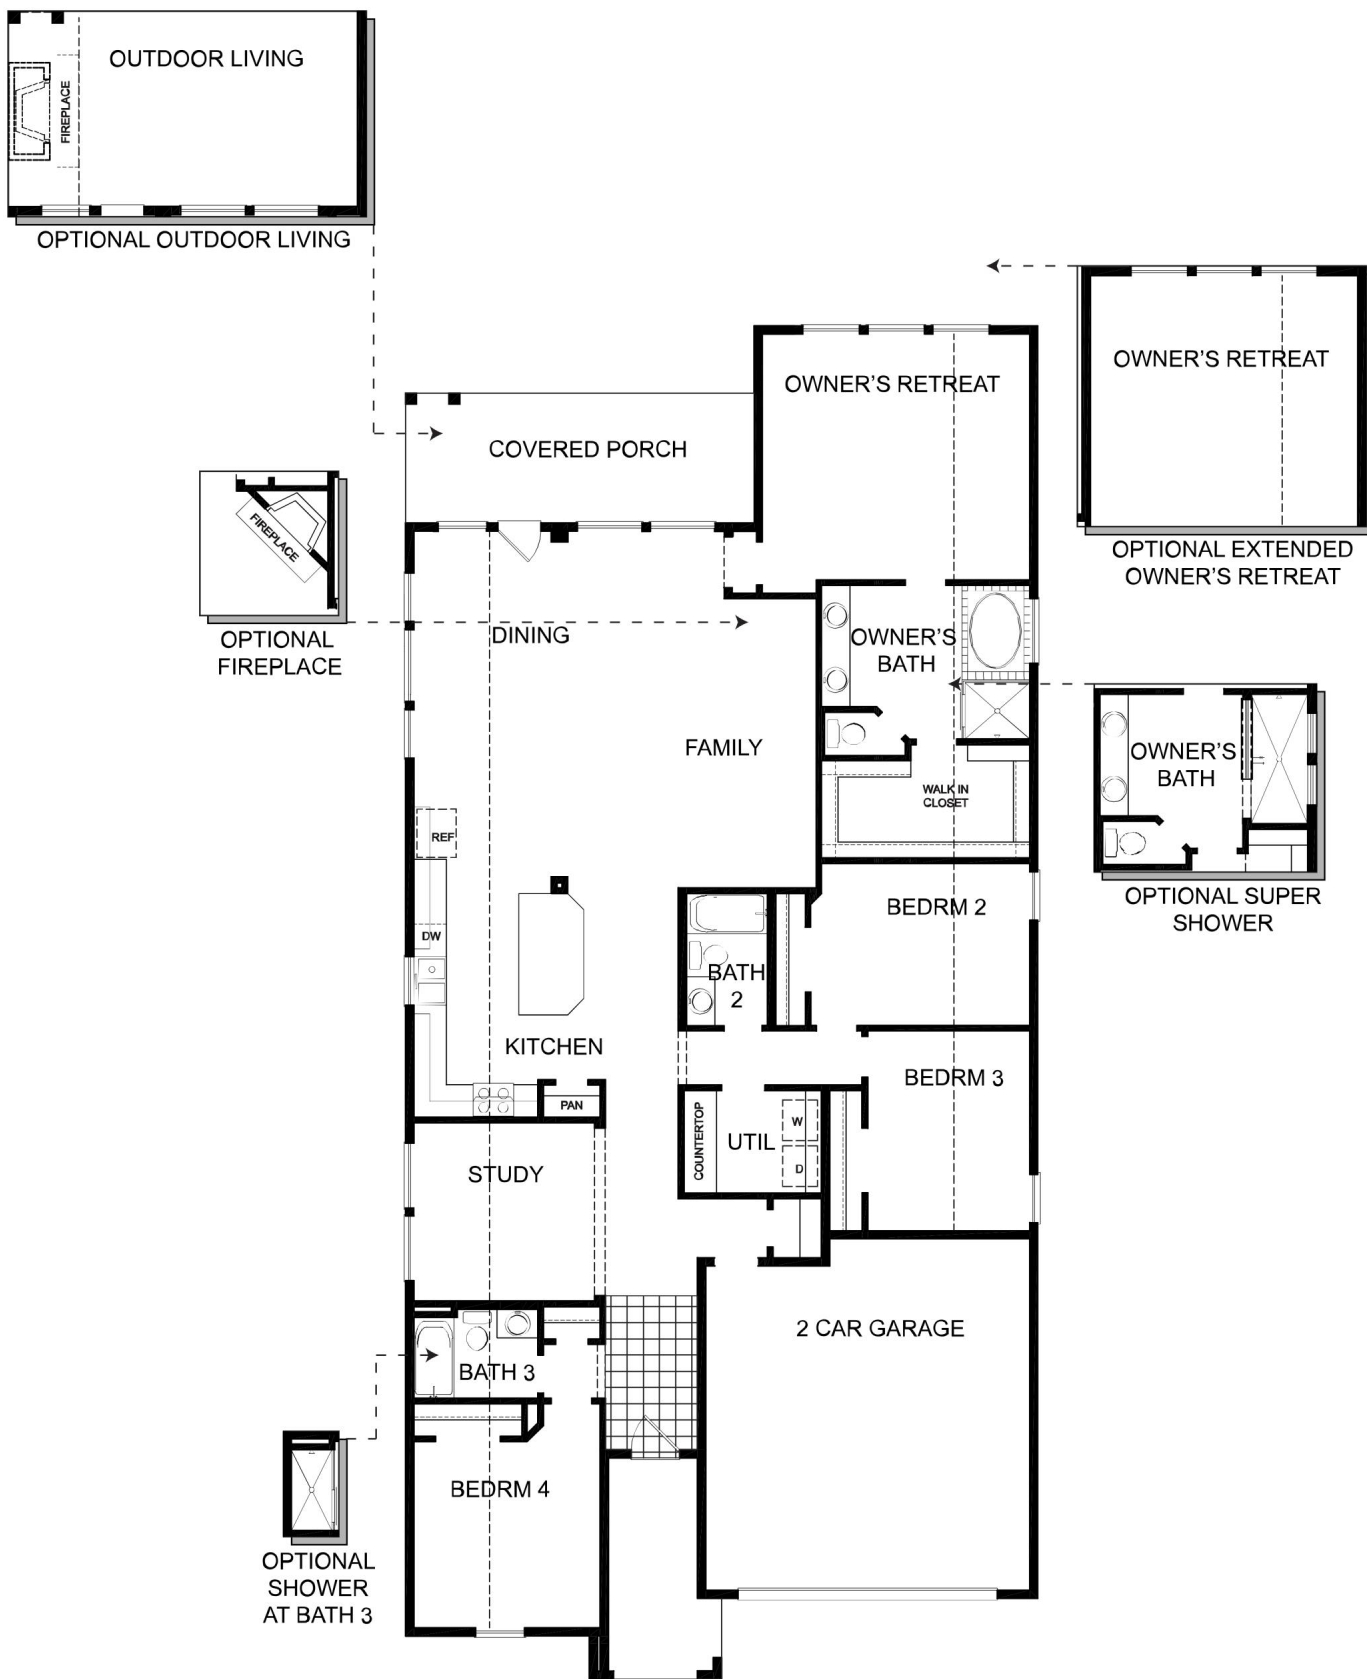 OUTDOOR LIVING
FIREPLACE
OPTIONAL OUTDOOR LIVING
OWNER'S RETREAT
OWNER'S RETREAT
COVERED PORCH
FIREPLACE
OPTIONAL EXTENDED
OWNER'S RETREAT
OPTIONAL
FIREPLACE
DINING
OWNER'S
BATH
FAMILY
OWNER'S
BATH
WALK IN
CLOSET
REF
OPTIONAL SUPER
SHOWER
BEDRM 2
DW
BATH
2
KITCHEN
BEDRM 3
PAN
COUNTERTOP
UTIL
W
D
STUDY
2 CAR GARAGE
BATH 3
BEDRM 4
OPTIONAL
SHOWER
AT BATH 3